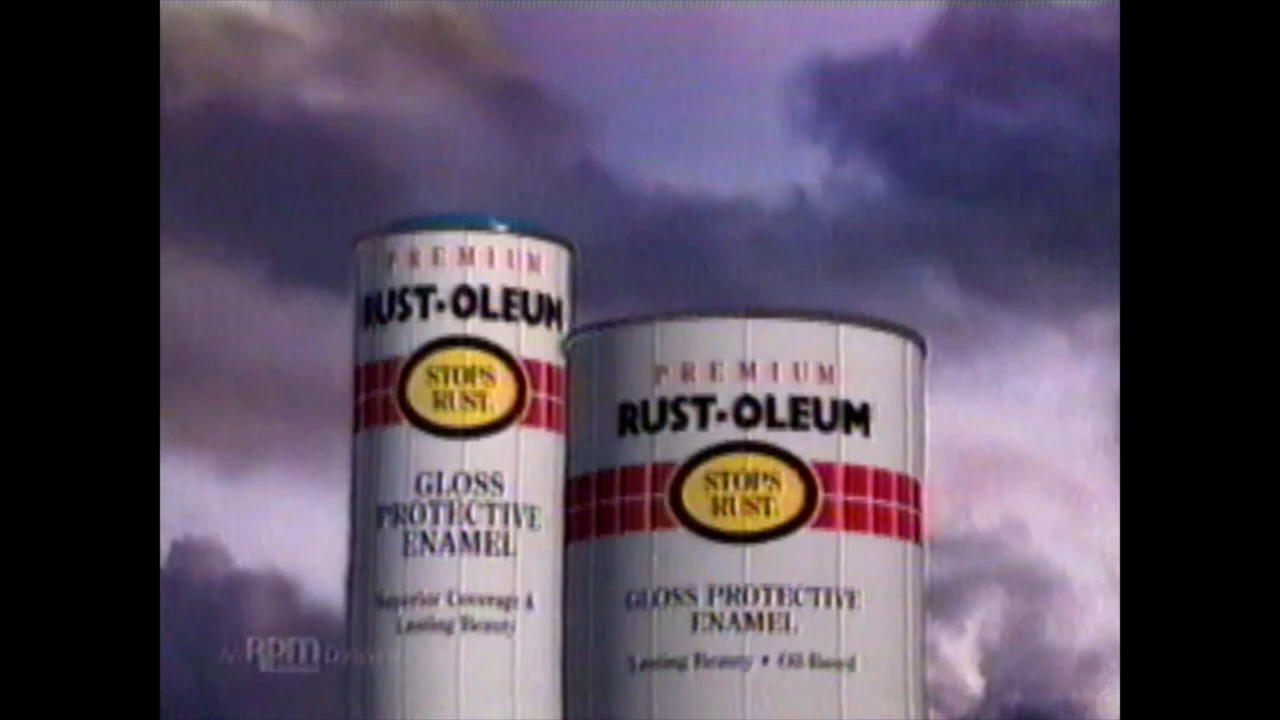 PREMIUM
RUST-OLEUM
STOPS
RUST.
GLOSS
PROTECTIVE
ENAMEL
Superior Coverage &
Lasting Beauty
PREMIUM
RUST-OLEUM
STOPS
RUST.
GLOSS PROTECTIVE
ENAMEL
Lasting Beauty • Oil-Based
RPM